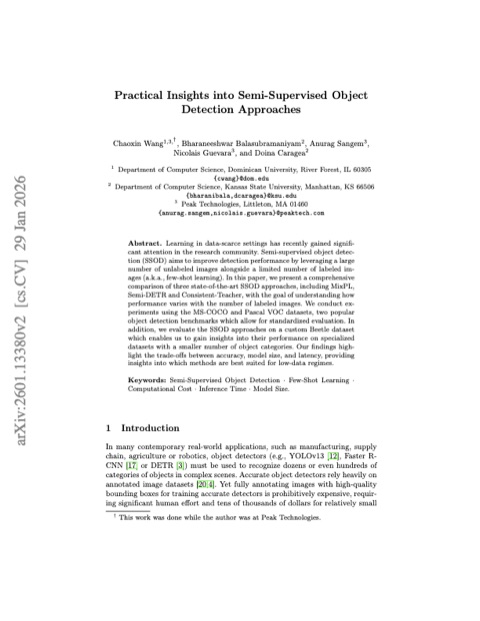 Practical Insights into Semi-Supervised Object
Detection Approaches
Chaoxin Wang1,3,†, Bharaneeshwar Balasubramaniyam2, Anurag Sangem3,
Nicolais Guevara3, and Doina Caragea2
1 Department of Computer Science, Dominican University, River Forest, IL 60305
{cwang}@dom.edu
2 Department of Computer Science, Kansas State University, Manhattan, KS 66506
{bharanibala,dcaragea}@ksu.edu
3 Peak Technologies, Littleton, MA 01460
{anurag.sangem,nicolais.guevara}@peaktech.com
Abstract. Learning in data-scarce settings has recently gained signifi-
cant attention in the research community. Semi-supervised object detec-
tion (SSOD) aims to improve detection performance by leveraging a large
number of unlabeled images alongside a limited number of labeled im-
ages (a.k.a., few-shot learning). In this paper, we present a comprehensive
comparison of three state-of-the-art SSOD approaches, including MixPL,
Semi-DETR and Consistent-Teacher, with the goal of understanding how
performance varies with the number of labeled images. We conduct ex-
periments using the MS-COCO and Pascal VOC datasets, two popular
object detection benchmarks which allow for standardized evaluation. In
addition, we evaluate the SSOD approaches on a custom Beetle dataset
which enables us to gain insights into their performance on specialized
datasets with a smaller number of object categories. Our findings high-
light the trade-offs between accuracy, model size, and latency, providing
insights into which methods are best suited for low-data regimes.
Keywords: Semi-Supervised Object Detection · Few-Shot Learning ·
Computational Cost · Inference Time · Model Size.
1 Introduction
In many contemporary real-world applications, such as manufacturing, supply
chain, agriculture or robotics, object detectors (e.g., YOLOv13 [12], Faster R-
CNN [17] or DETR [3]) must be used to recognize dozens or even hundreds of
categories of objects in complex scenes. Accurate object detectors rely heavily on
annotated image datasets [20,4]. Yet fully annotating images with high-quality
bounding boxes for training accurate detectors is prohibitively expensive, requir-
ing significant human effort and tens of thousands of dollars for relatively small
† This work was done while the author was at Peak Technologies.
arXiv:2601.13380v2 [cs.CV] 29 Jan 2026